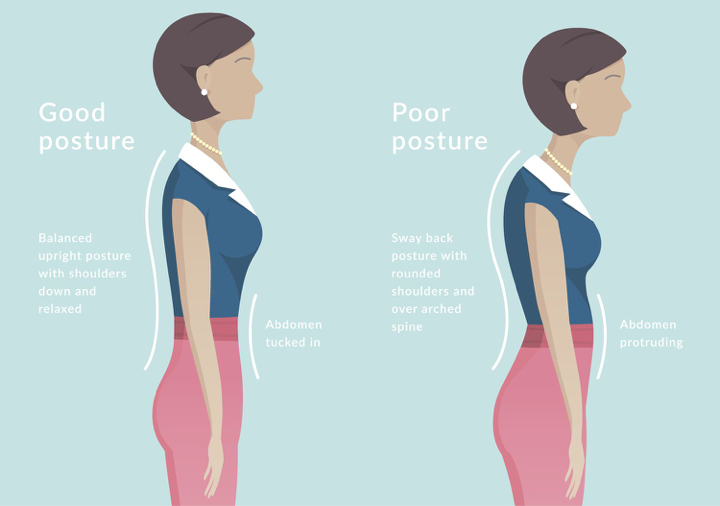 Good
posture
Balanced
upright posture
with shoulders
down and
relaxed
Abdomen
tucked in
Poor
posture
Sway back
posture with
rounded
shoulders and
over arched
spine
Abdomen
protruding